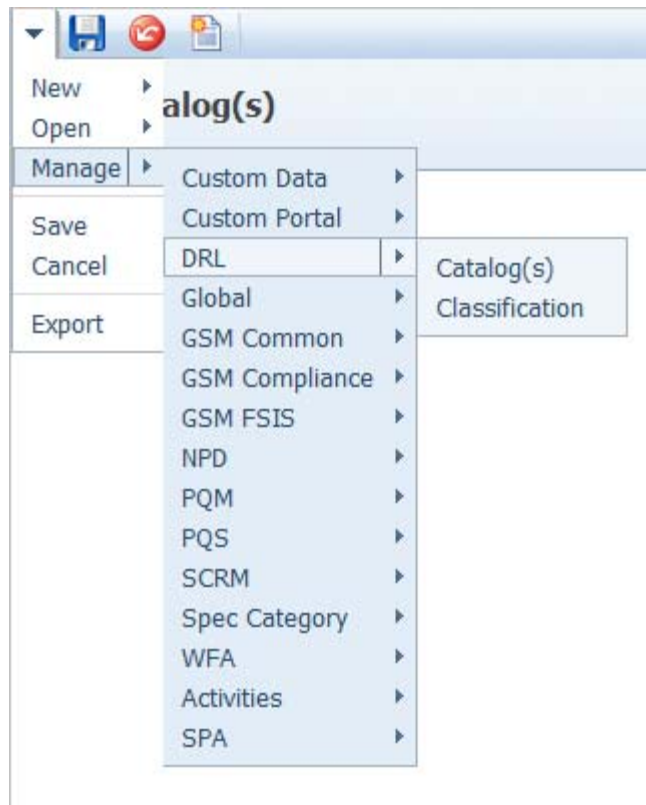 New
Open
alog(s)
Manage
Custom Data
Custom Portal
Save
Cancel
DRL
Catalog(s)
Global
Classification
Export
GSM Common
GSM Compliance
GSM FSIS
NPD
PQM
PQS
SCRM
Spec Category
WFA
Activities
SPA